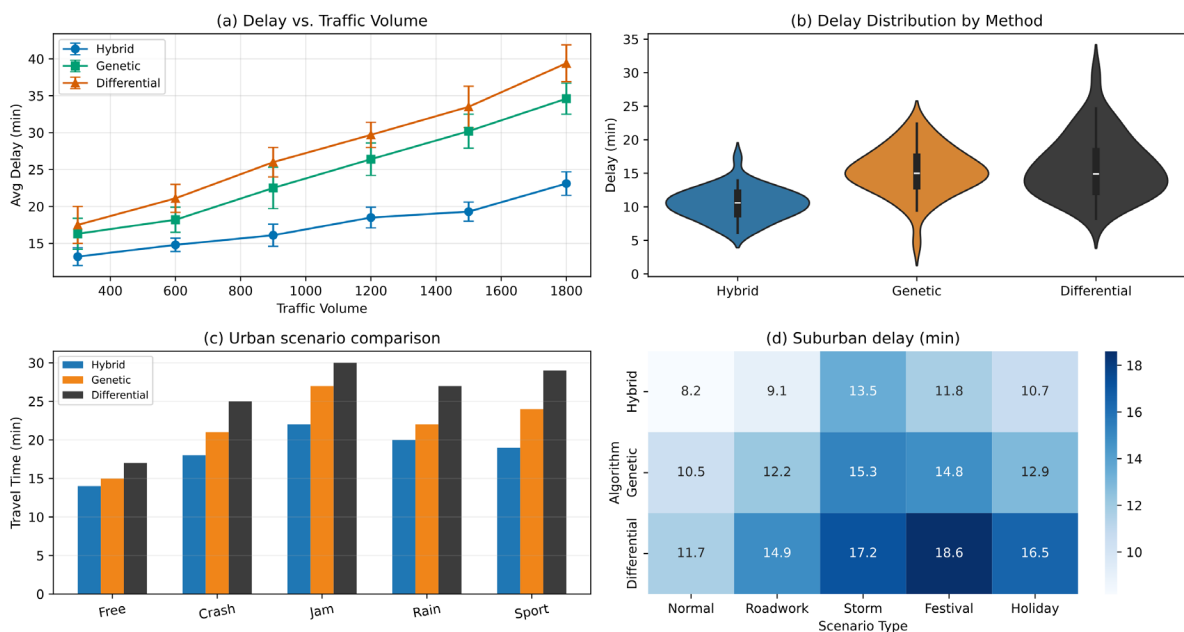 (a) Delay vs. Traffic Volume
Hybrid
Genetic
Differential
Avg Delay (min)
40
35
30
25
20
15
400 600 800 1000 1200 1400 1600 1800
Traffic Volume
(b) Delay Distribution by Method
Delay (min)
35
30
25
20
15
10
5
0
Hybrid Genetic Differential
(c) Urban scenario comparison
Hybrid
Genetic
Differential
Travel Time (min)
30
25
20
15
10
5
0
Free Crash Jam Rain Sport
(d) Suburban delay (min)
Algorithm
Hybrid
8.2 9.1 13.5 11.8 10.7
Genetic
10.5 12.2 15.3 14.8 12.9
Differential
11.7 14.9 17.2 18.6 16.5
Normal Roadwork Storm Festival Holiday
Scenario Type
18
16
14
12
10